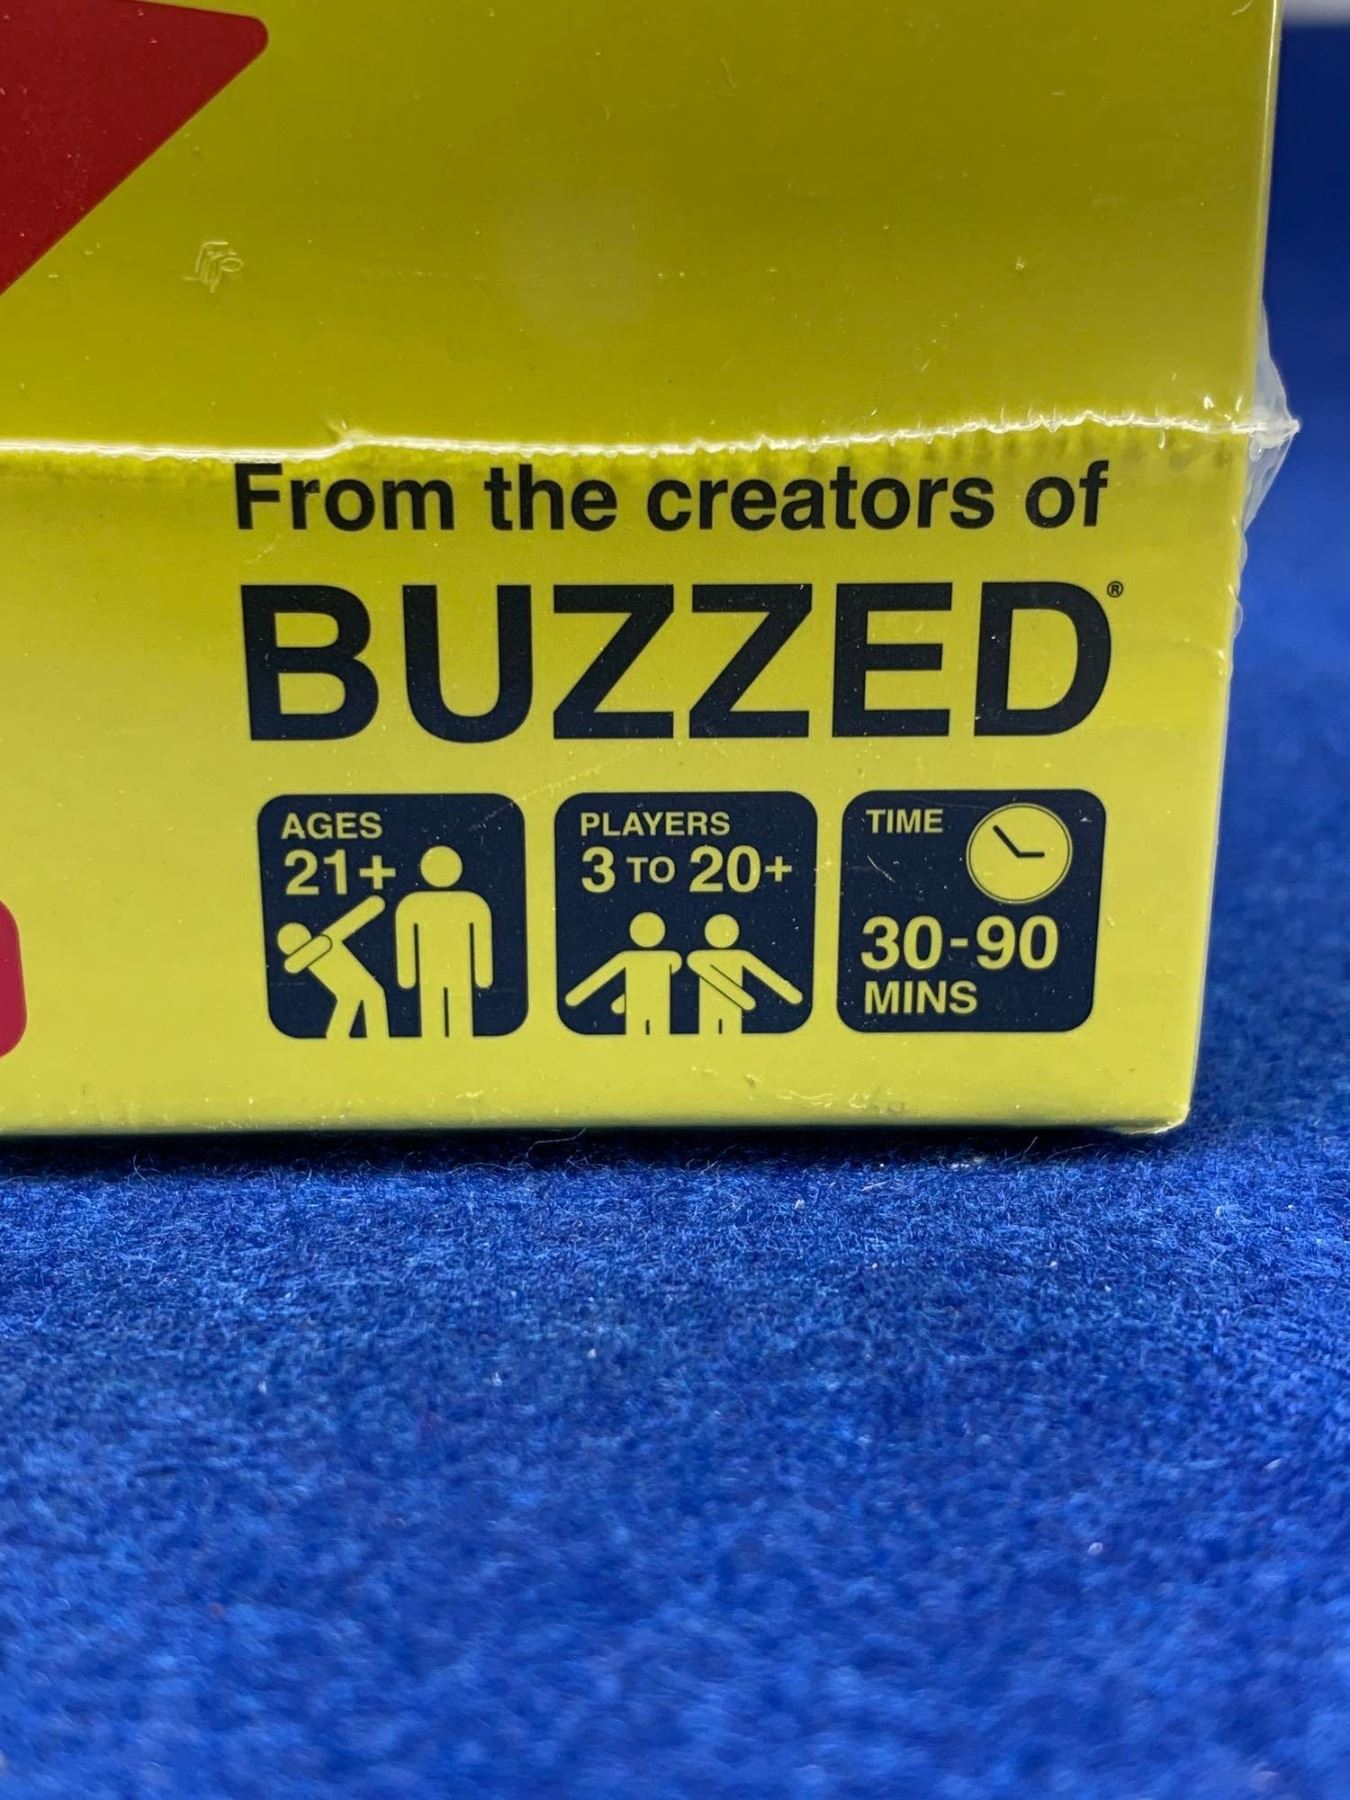 From the creators of
BUZZED®
AGES
21+
PLAYERS
3 TO 20+
TIME
30-90
MINS